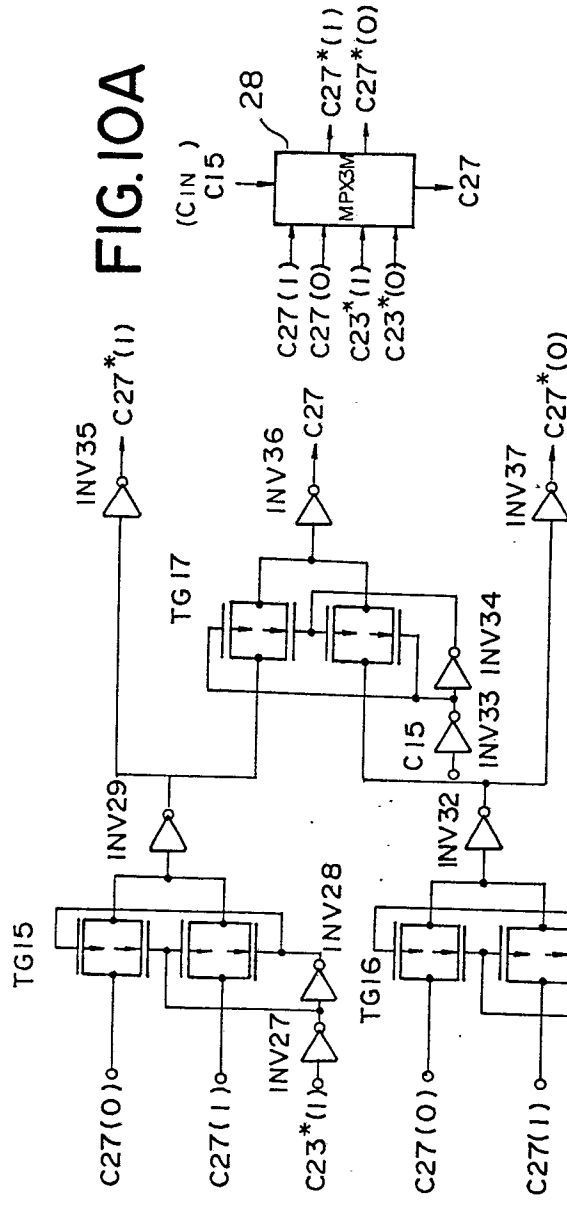 FIG.10A
(CIN)
C15
28
C27(1)
C27(0)
C23*(1)
C23*(0)
MPX3M
C27*(1)
C27*(0)
C27
INV35
C27*(1)
TG15
INV29
C27(0)
C27(1)
INV27
INV28
C23*(1)
TG17
INV36
C27
C15
INV33
INV34
TG16
INV32
C27(0)
C27(1)
INV37
C27*(0)